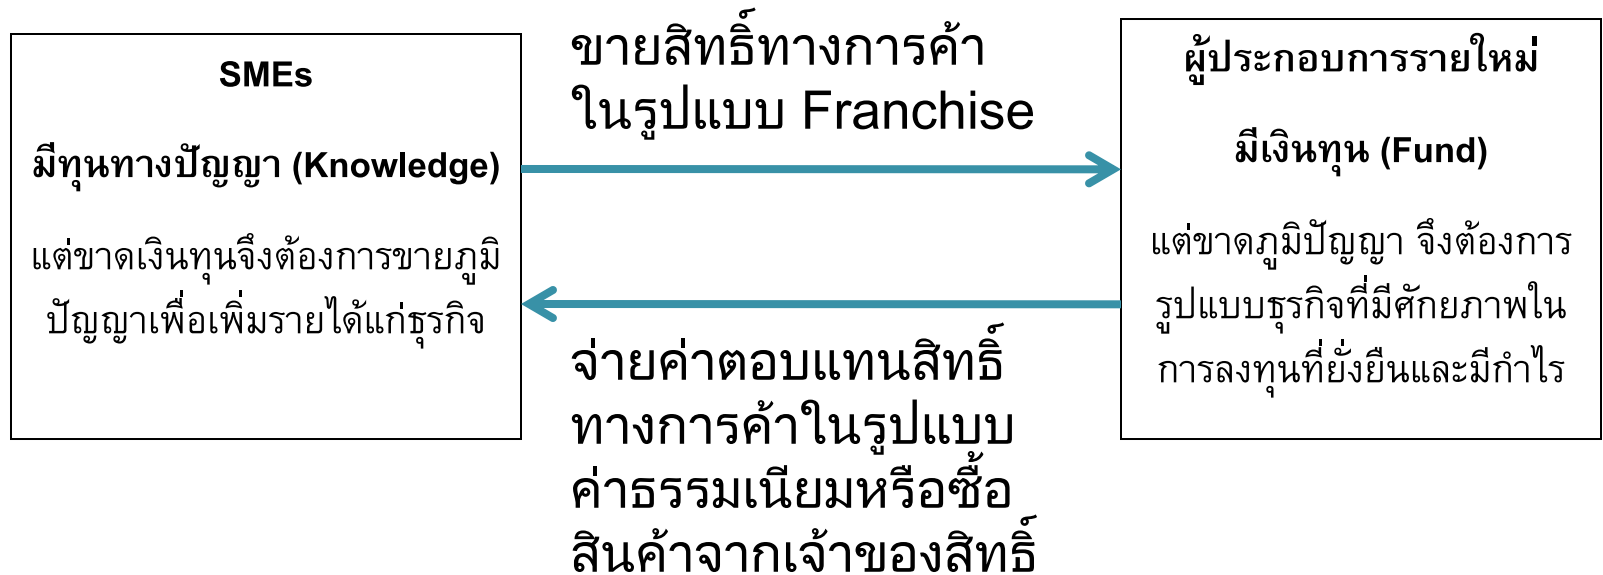 SMEs
มีทุนทางปัญญา (Knowledge)
แต่ขาดเงินทุนจึงต้องการขายภูมิ
ปัญญาเพื่อเพิ่มรายได้แก่ธุรกิจ
ขายสิทธิ์ทางการค้า
ในรูปแบบ Franchise
จ่ายค่าตอบแทนสิทธิ์
ทางการค้าในรูปแบบ
ค่าธรรมเนียมหรือซื้อ
สินค้าจากเจ้าของสิทธิ์
ผู้ประกอบการรายใหม่
มีเงินทุน (Fund)
แต่ขาดภูมิปัญญา จึงต้องการ
รูปแบบธุรกิจที่มีศักยภาพใน
การลงทุนที่ยั่งยืนและมีกำไร